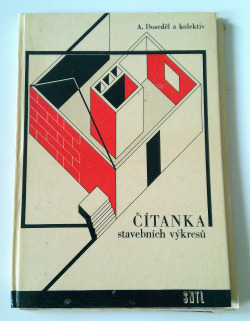 A. Doseděl a kolektiv
ČÍTANKA
stavebních výkresů
SNTL